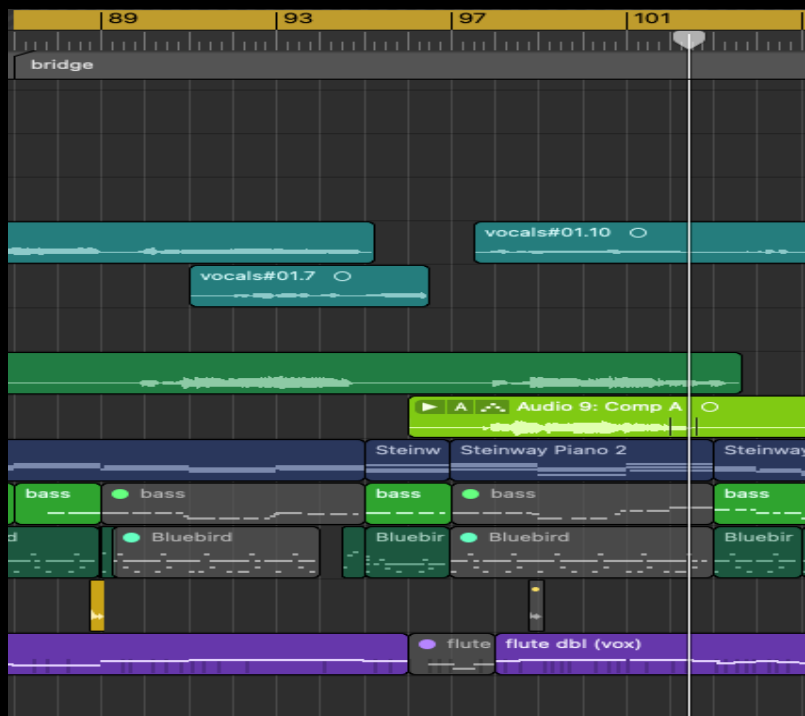 89 93 97 101
bridge
vocals#01.10
vocals#01.7
A Audio 9: Comp A
Steinw Steinway Piano 2 Steinway
bass bass bass bass bass
d Bluebird Bluebir Bluebird Bluebir
flute flute dbl (vox)